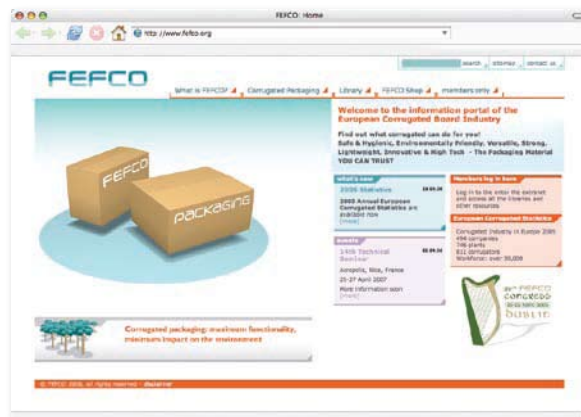 FEFCO: Home
http://www.fefco.org
search sitemap contact us
FEFCO
What is FEFCO? Corrugated Packaging Library FEFCO Shop members only
Welcome to the information portal of the
European Corrugated Board Industry
Find out what corrugated can do for you!
Safe & Hygienic, Environmentally Friendly, Versatile, Strong,
Lightweight, Innovative & High Tech - The Packaging Material
YOU CAN TRUST
FEFCO
PACKAGING
what's new
2005 Statistics
2005 Annual European
Corrugated Statistics are
available now
[more]
Members log in here
Log in to the enter the extranet
and access all the libraries and
other resources
European Corrugated Statistics
Corrugated Industry in Europe 2005
494 companies
746 plants
811 corrugators
Workforce: over 90,000
events
14th Technical
Seminar
Acropolis, Nice, France
25-27 April 2007
More information soon
[more]
FEFCO
CONGRESS
DUBLIN
Corrugated packaging: maximum functionality,
minimum impact on the environment
© FEFCO 2006, all rights reserved - disclaimer